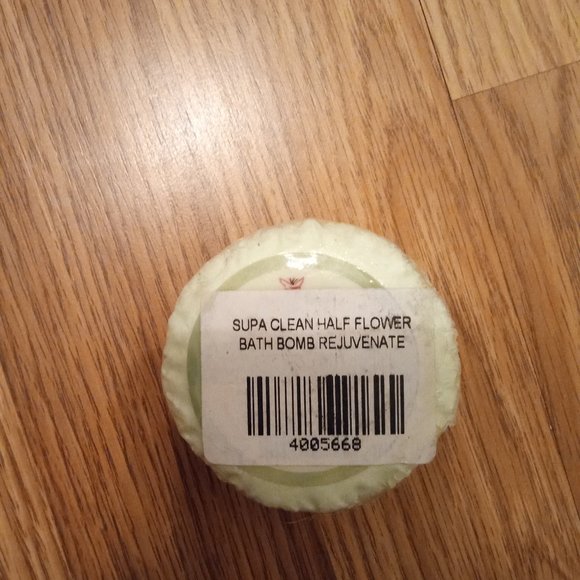 SUPA CLEAN HALF FLOWER
BATH BOMB REJUVENATE
4005668